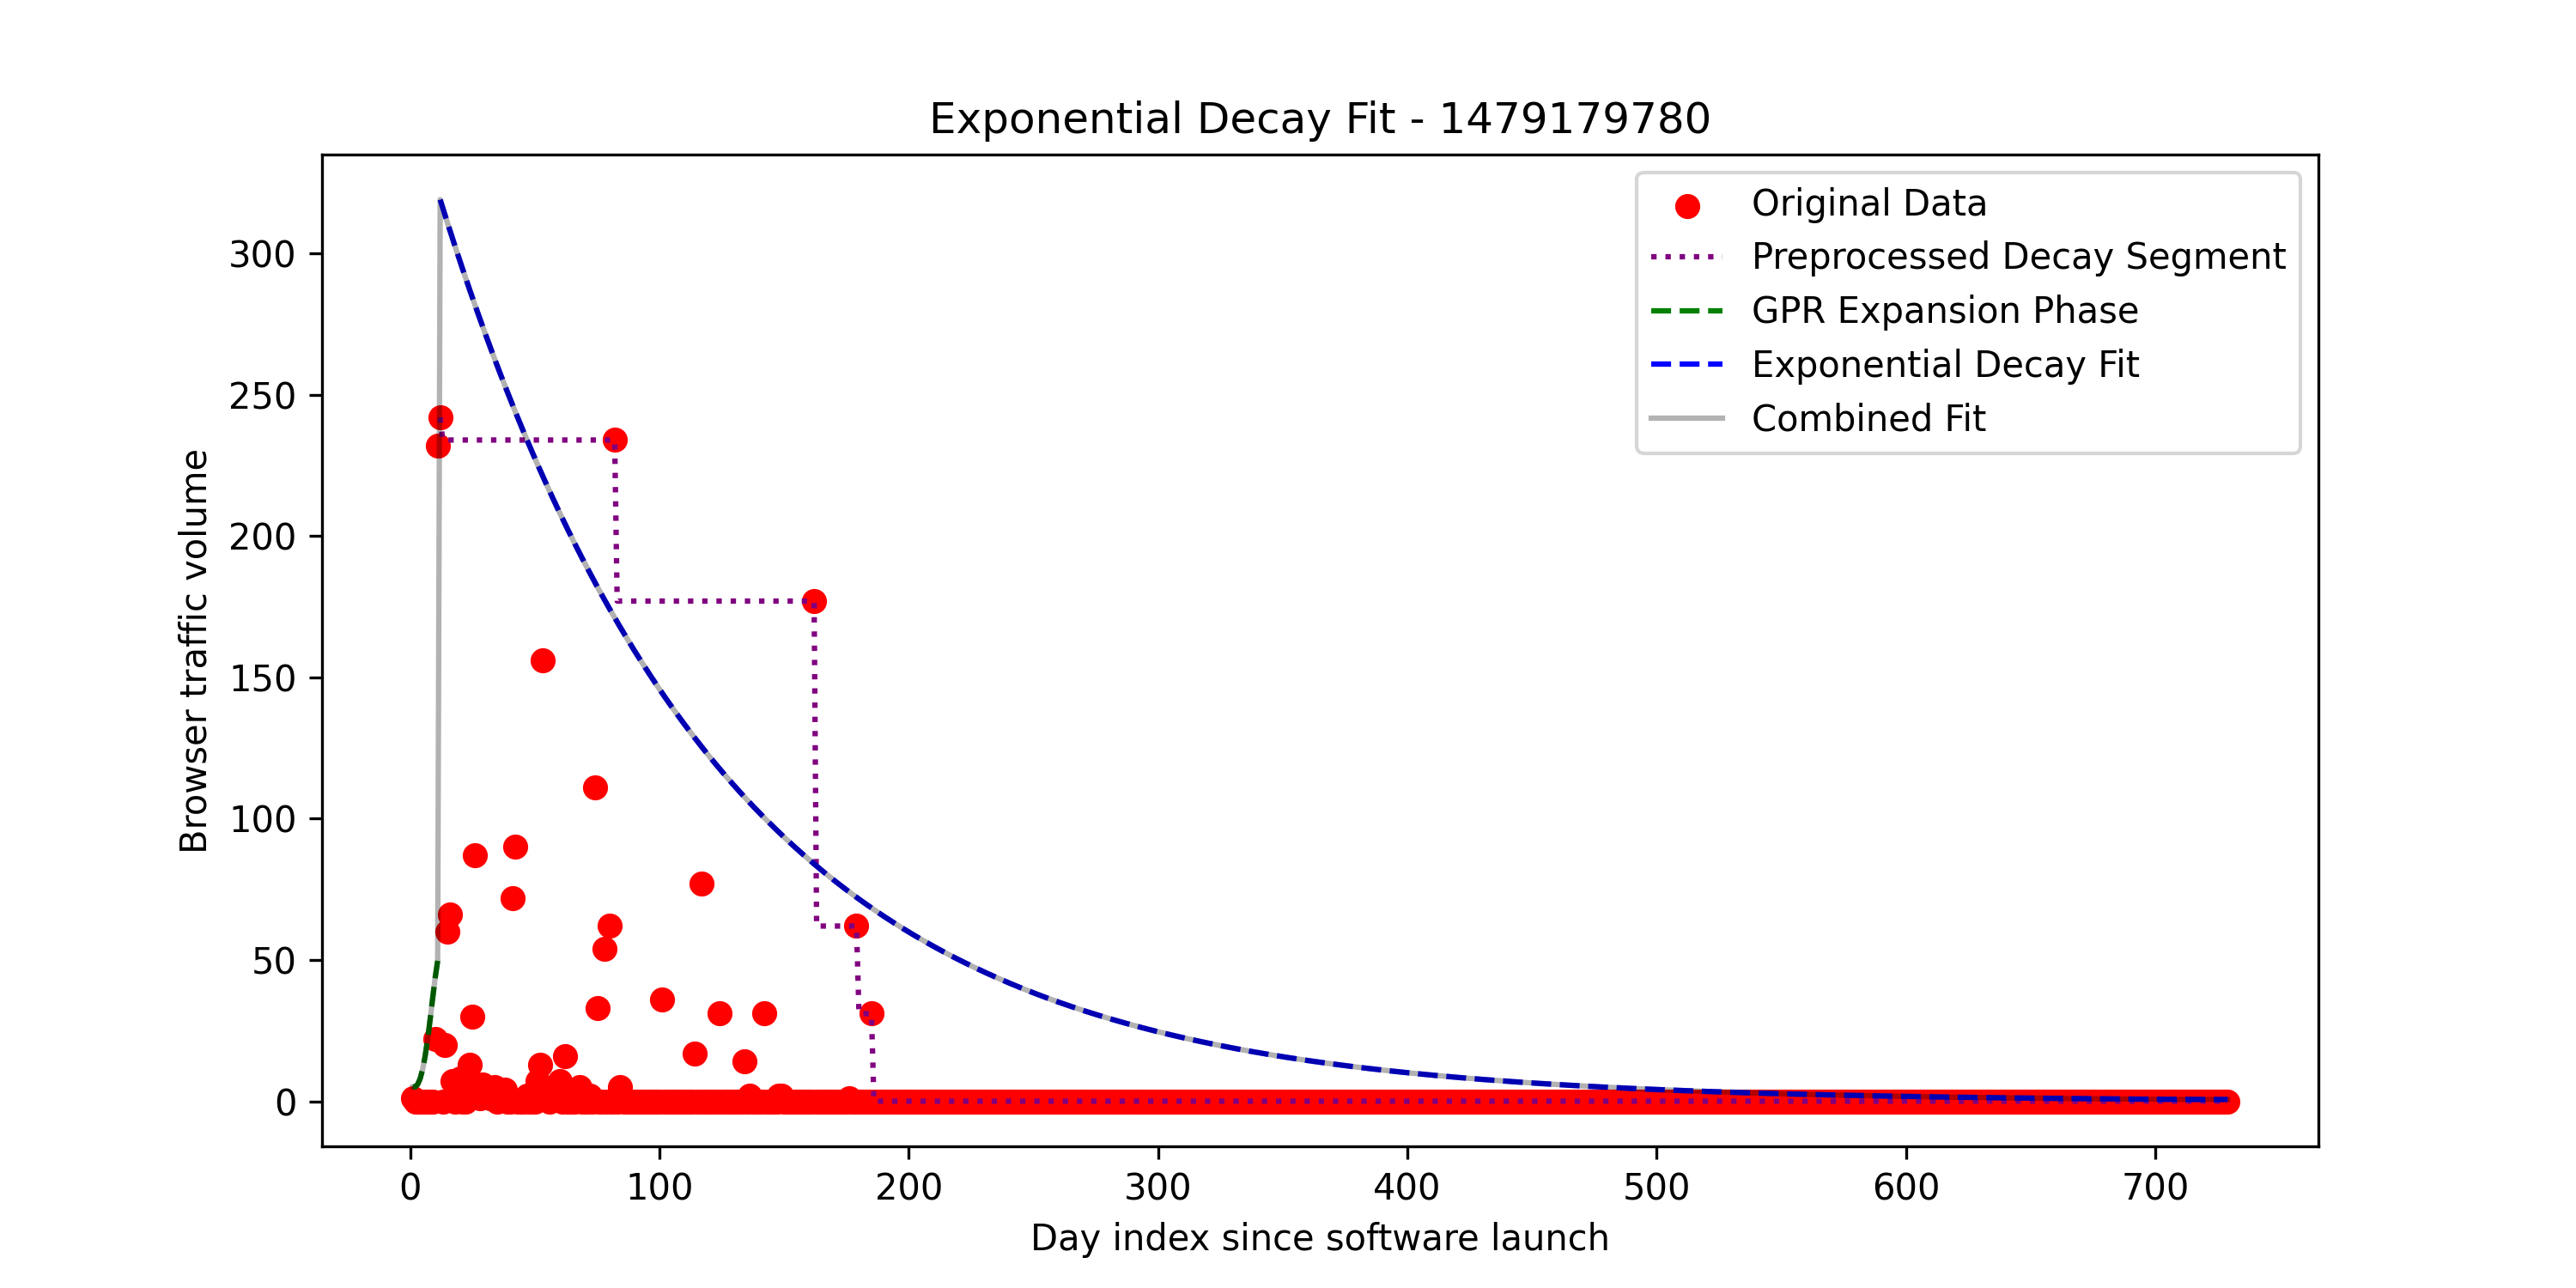 Exponential Decay Fit - 1479179780
Original Data
Preprocessed Decay Segment
GPR Expansion Phase
Exponential Decay Fit
Combined Fit
Browser traffic volume
300
250
200
150
100
50
0
0 100 200 300 400 500 600 700
Day index since software launch